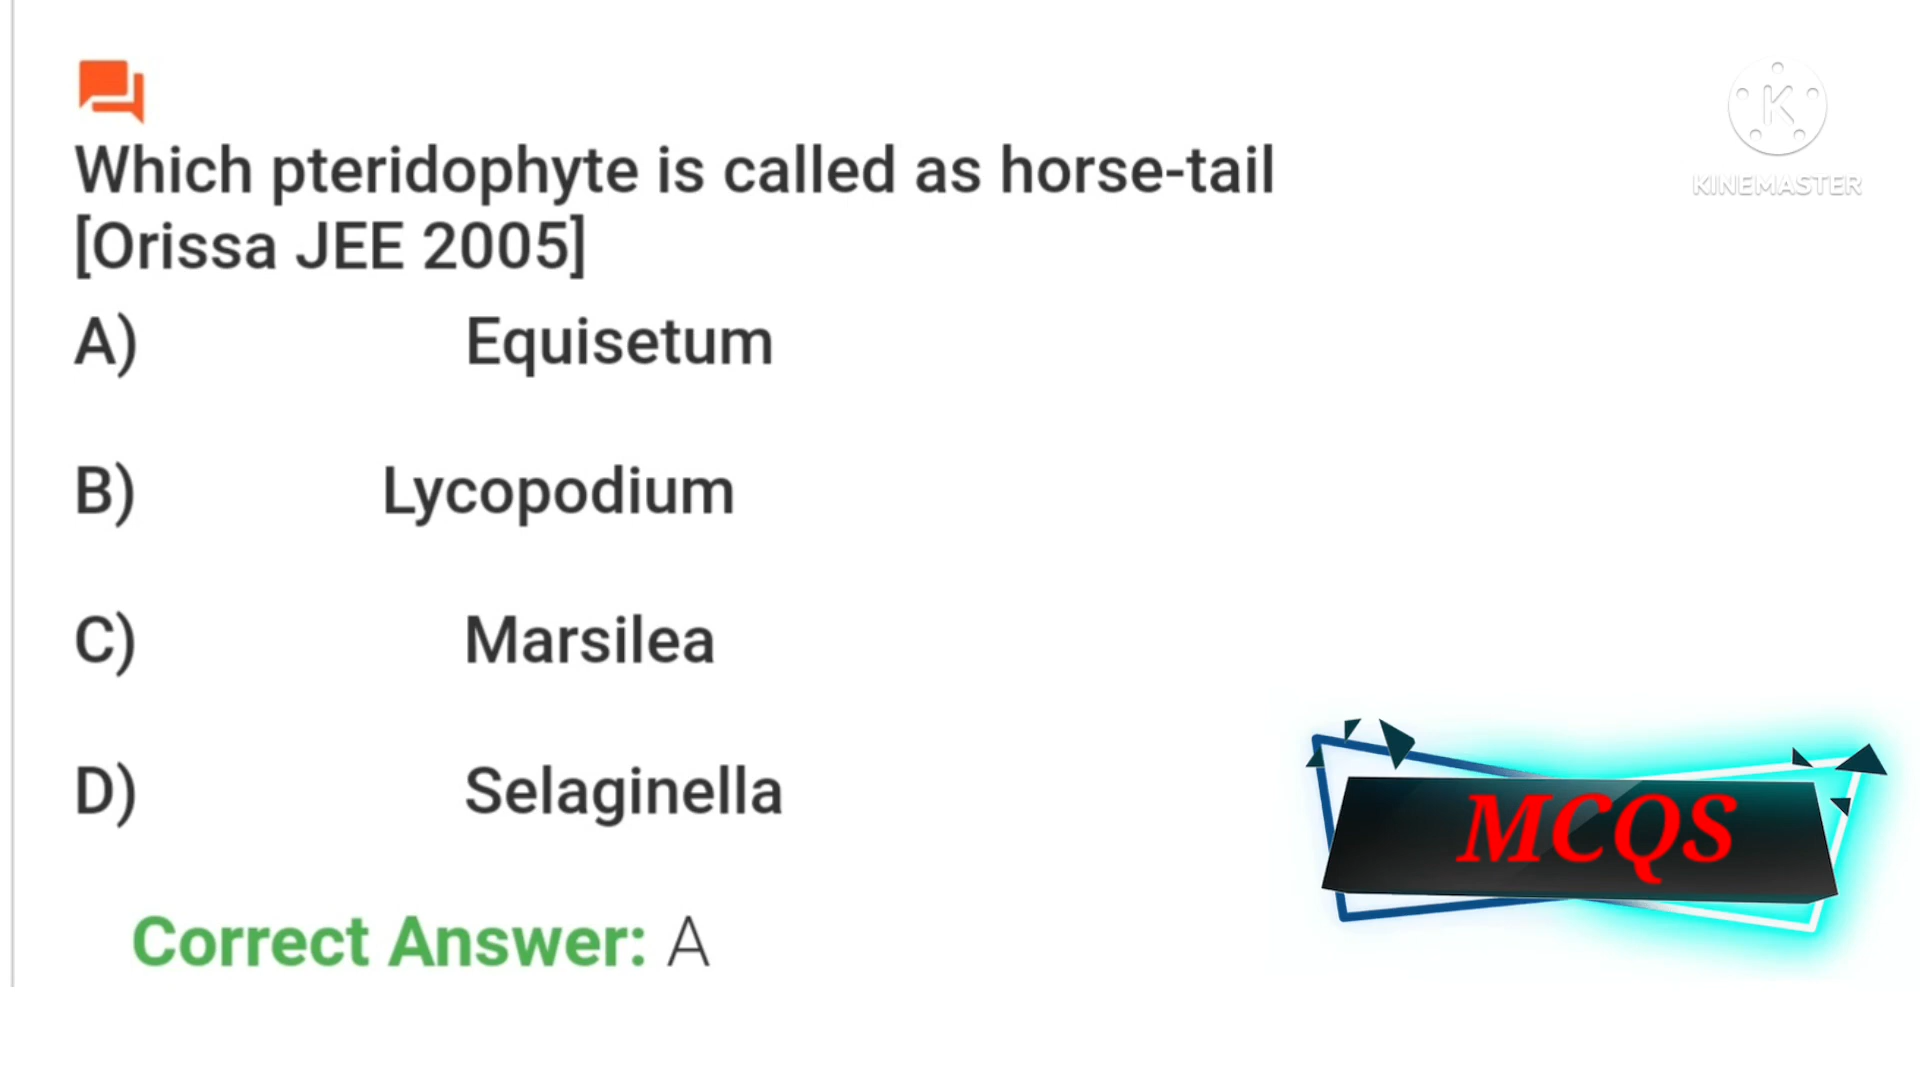 Which pteridophyte is called as horse-tail
[Orissa JEE 2005]
A) Equisetum
B) Lycopodium
C) Marsilea
D) Selaginella
Correct Answer: A
K
KINEMASTER
MCQS